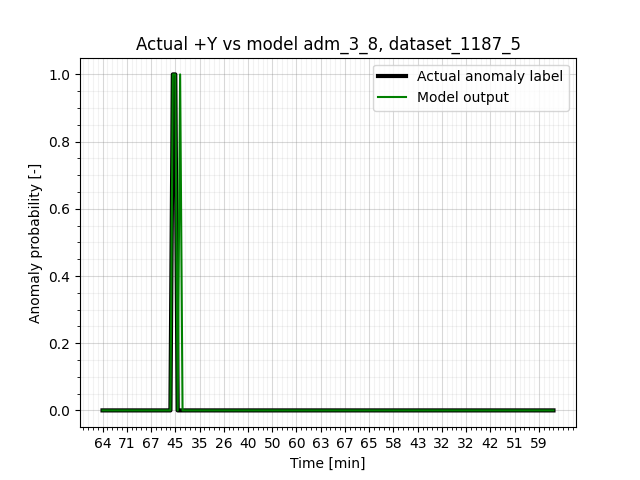 Actual +Y vs model adm_3_8, dataset_1187_5
Actual anomaly label
Model output
1.0
0.8
0.6
0.4
0.2
0.0
Anomaly probability [-]
64 71 67 45 35 26 40 50 60 63 67 65 58 43 32 32 42 51 59
Time [min]